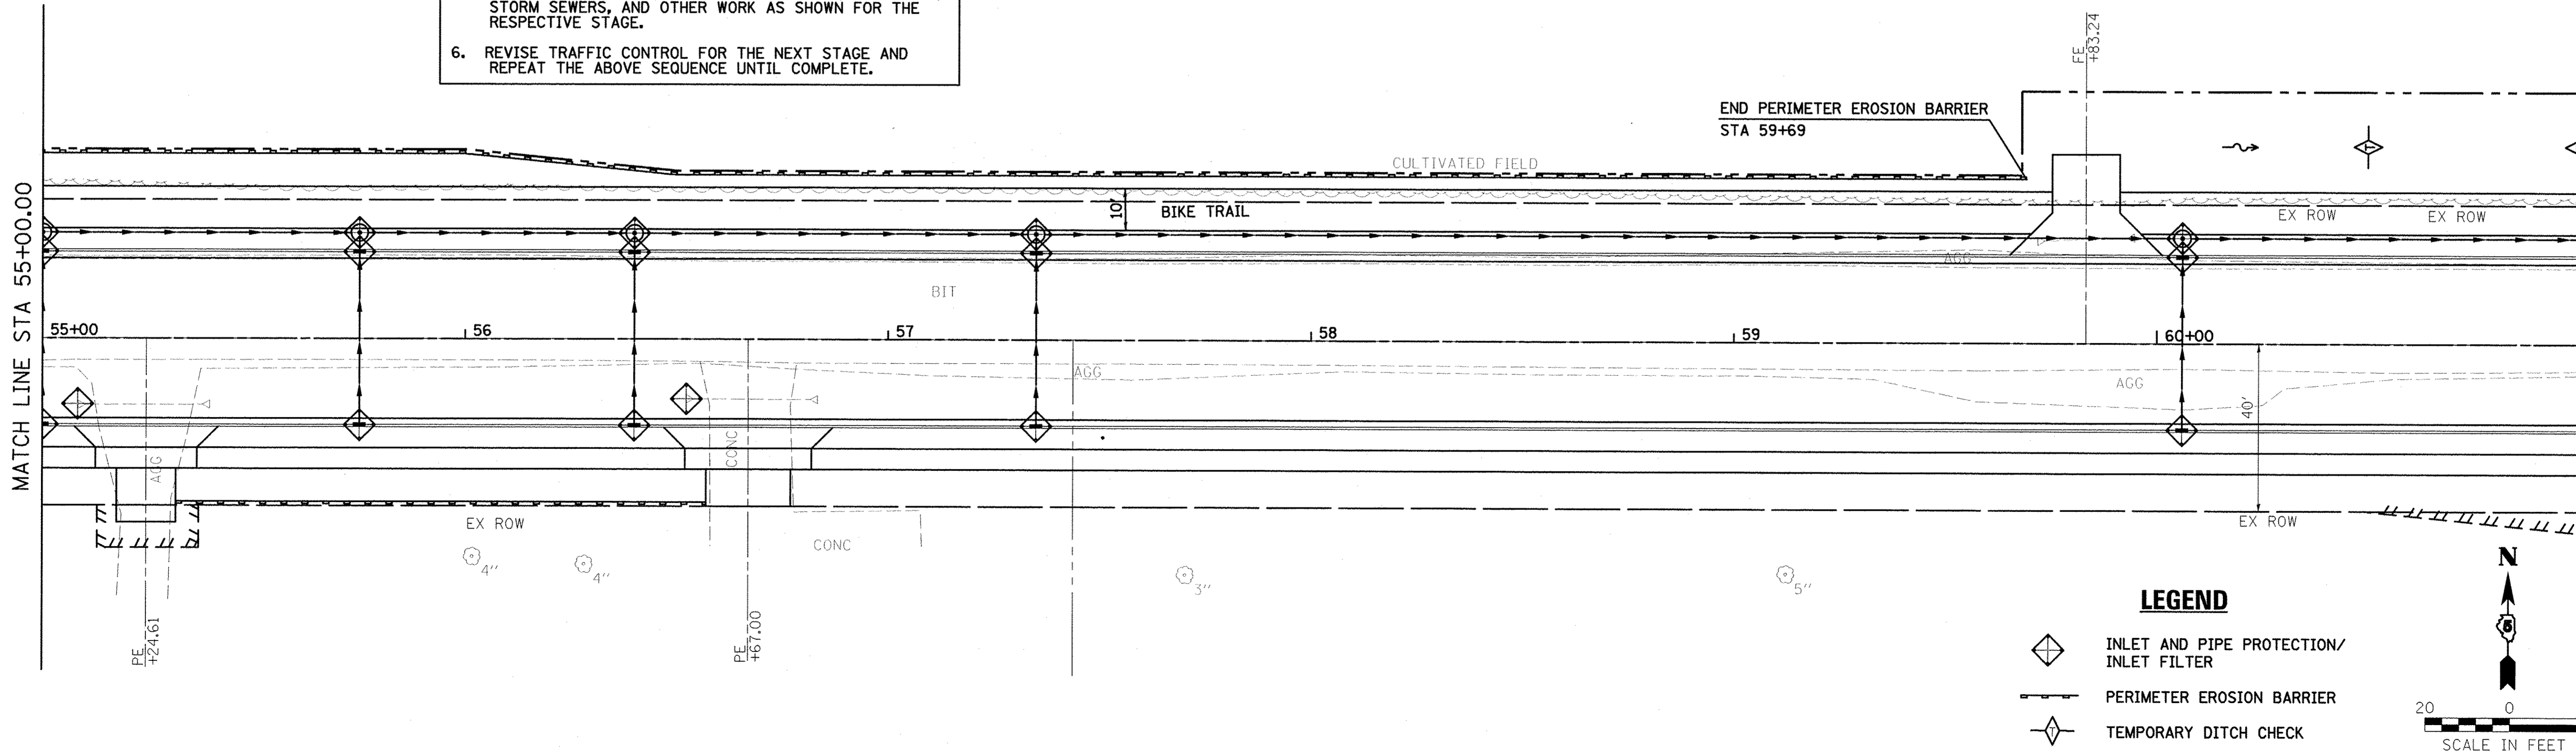 STORM SEWERS, AND OTHER WORK AS SHOWN FOR THE
RESPECTIVE STAGE.
6. REVISE TRAFFIC CONTROL FOR THE NEXT STAGE AND
REPEAT THE ABOVE SEQUENCE UNTIL COMPLETE.
FE
+83.24
END PERIMETER EROSION BARRIER
STA 59+69
T
CULTIVATED FIELD
MATCH LINE STA 55+00.00
10'
BIKE TRAIL
EX ROW
EX ROW
AGG
BIT
55+00
56
57
58
59
60+00
AGG
AGG
40'
AGG
CONC
EX ROW
EX ROW
CONC
4"
4"
3"
5"
PE
+24.61
PE
+67.00
N
5
LEGEND
INLET AND PIPE PROTECTION/
INLET FILTER
PERIMETER EROSION BARRIER
T
TEMPORARY DITCH CHECK
20 0
SCALE IN FEET